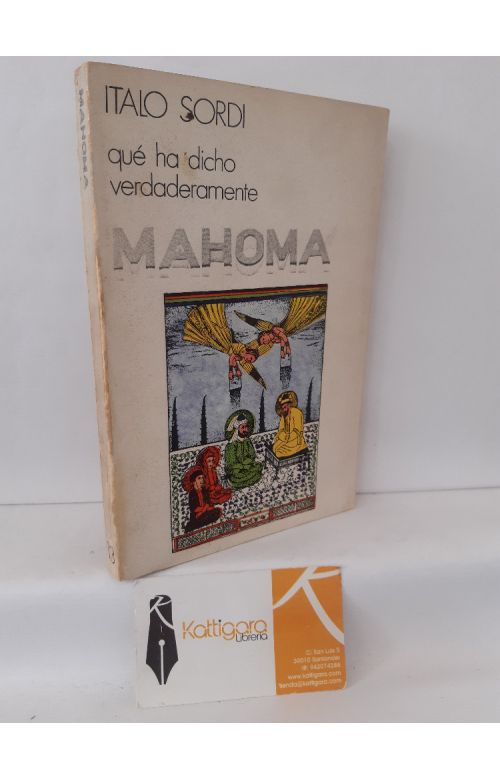 MAHOMA
ITALO SORDI
qué ha dicho
verdaderamente
MAHOMA
Kattigara
Librería
C/ San Luis 5
39010 Santander
www.kattigara.com
tienda@kattigara.com